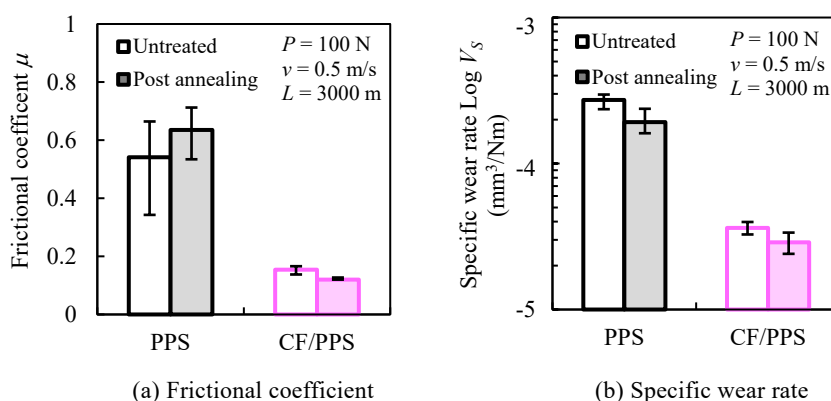 Frictional coefficent μ
1
0.8
0.6
0.4
0.2
0
Untreated
Post annealing
P = 100 N
v = 0.5 m/s
L = 3000 m
PPS
CF/PPS
(a) Frictional coefficient
Specific wear rate Log VS
(mm³/Nm)
-3
-4
-5
Untreated
Post annealing
P = 100 N
v = 0.5 m/s
L = 3000 m
PPS
CF/PPS
(b) Specific wear rate